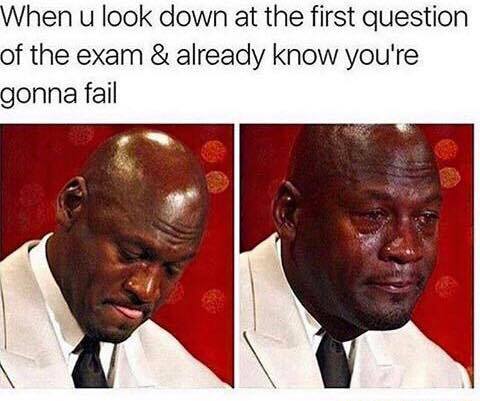 When u look down at the first question
of the exam & already know you're
gonna fail